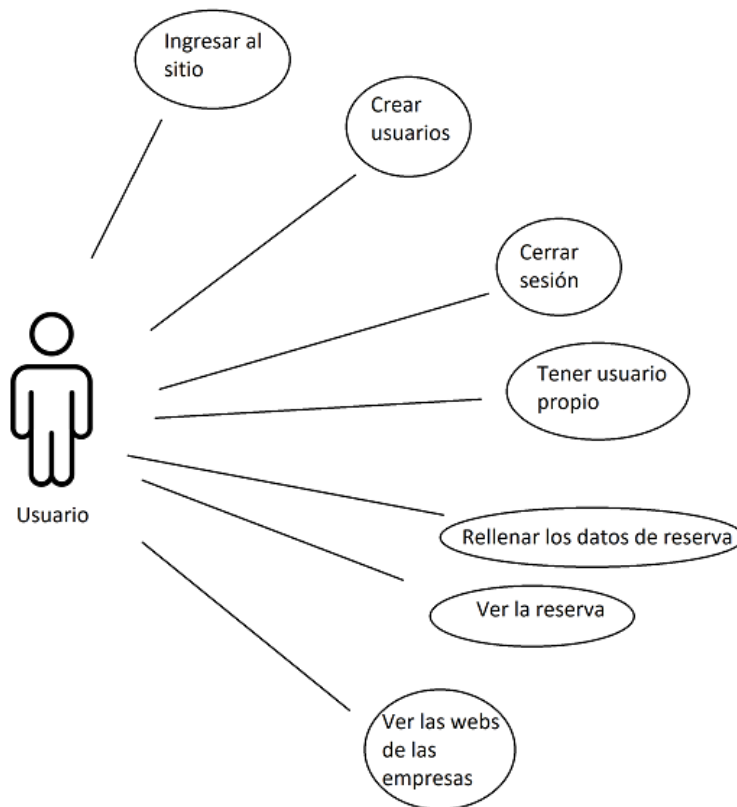 Ingresar al
sitio
Crear
usuarios
Cerrar
sesión
Tener usuario
propio
Usuario
Rellenar los datos de reserva
Ver la reserva
Ver las webs
de las
empresas